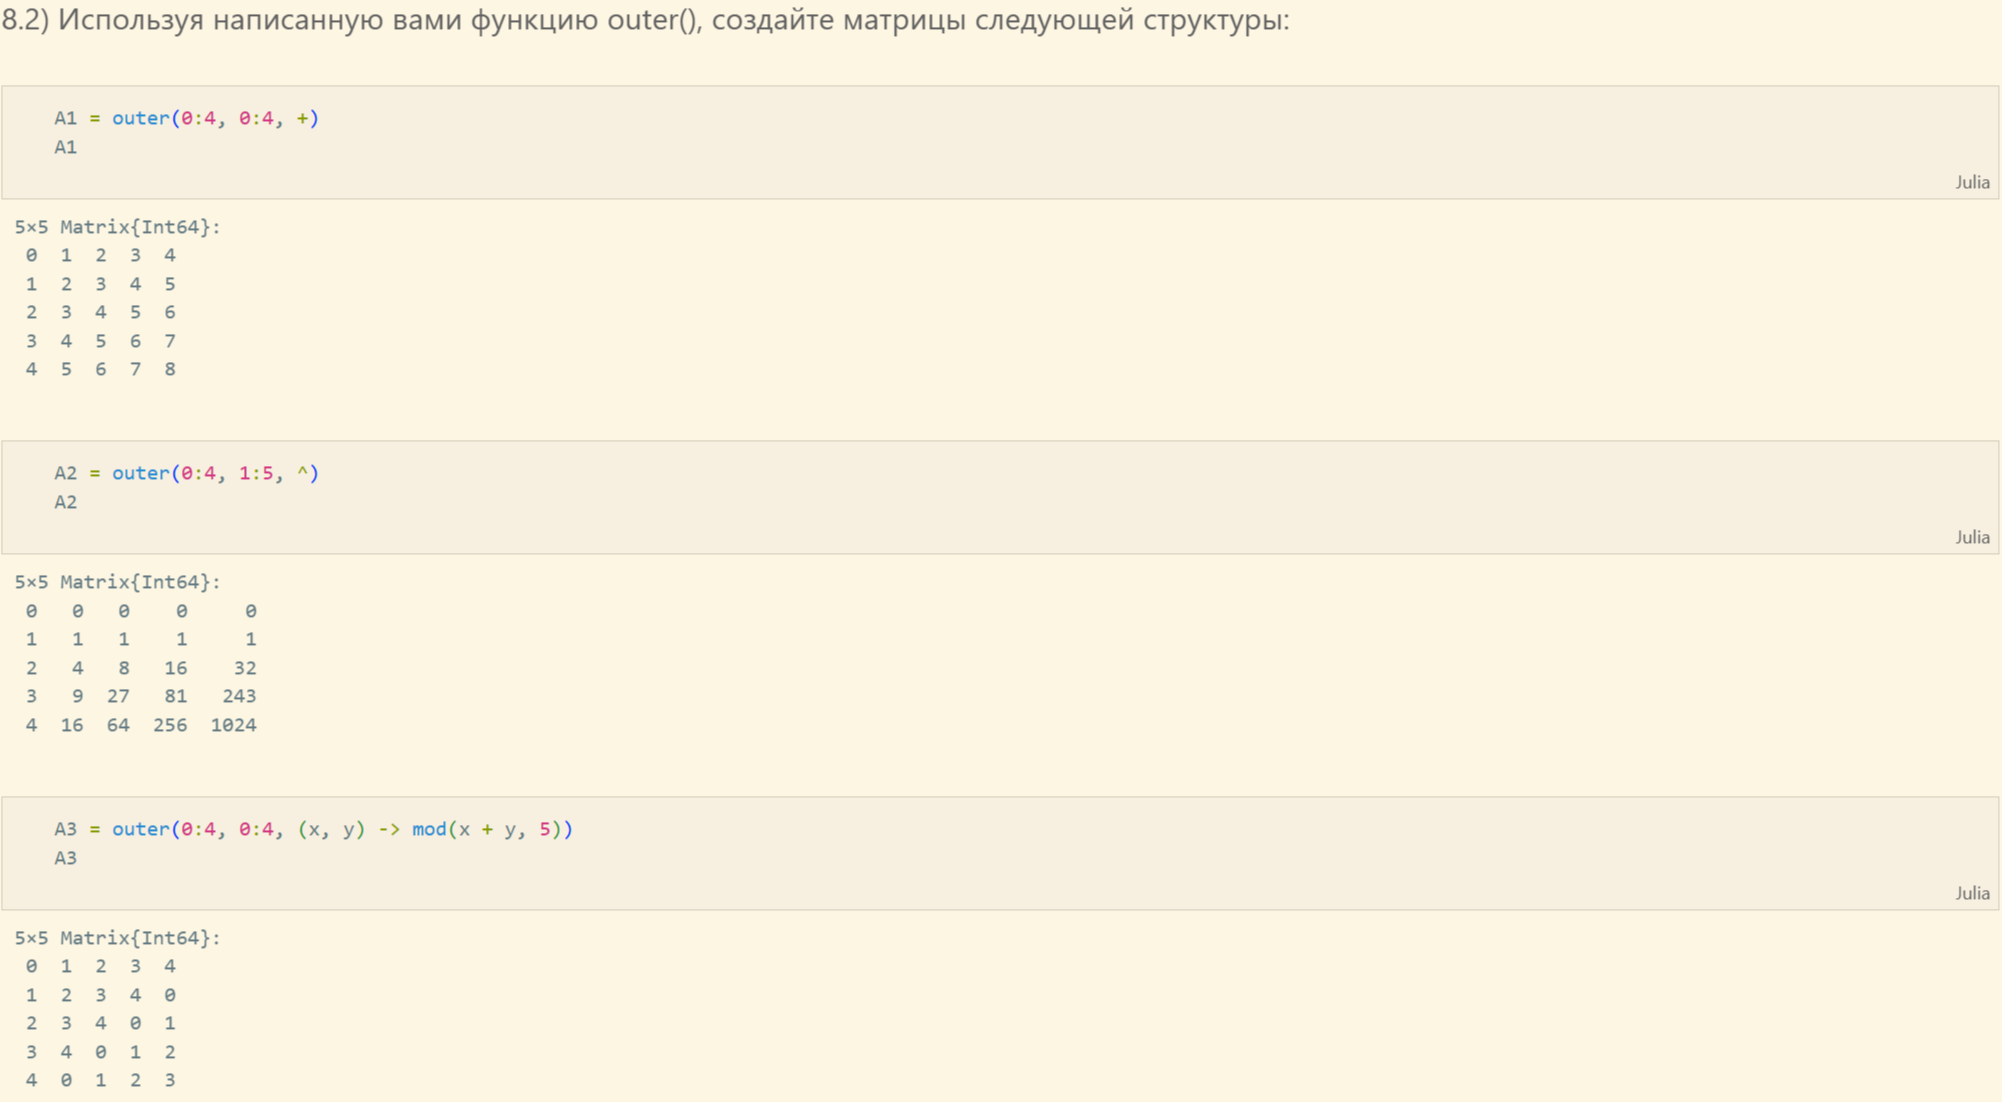 8.2) Используя написанную вами функцию outer(), создайте матрицы следующей структуры:
A1 = outer(0:4, 0:4, +)
A1
Julia
5×5 Matrix{Int64}:
0  1  2  3  4
1  2  3  4  5
2  3  4  5  6
3  4  5  6  7
4  5  6  7  8
A2 = outer(0:4, 1:5, ^)
A2
Julia
5×5 Matrix{Int64}:
0   0   0    0     0
1   1   1    1     1
2   4   8   16    32
3   9  27   81   243
4  16  64  256  1024
A3 = outer(0:4, 0:4, (x, y) -> mod(x + y, 5))
A3
Julia
5×5 Matrix{Int64}:
0  1  2  3  4
1  2  3  4  0
2  3  4  0  1
3  4  0  1  2
4  0  1  2  3